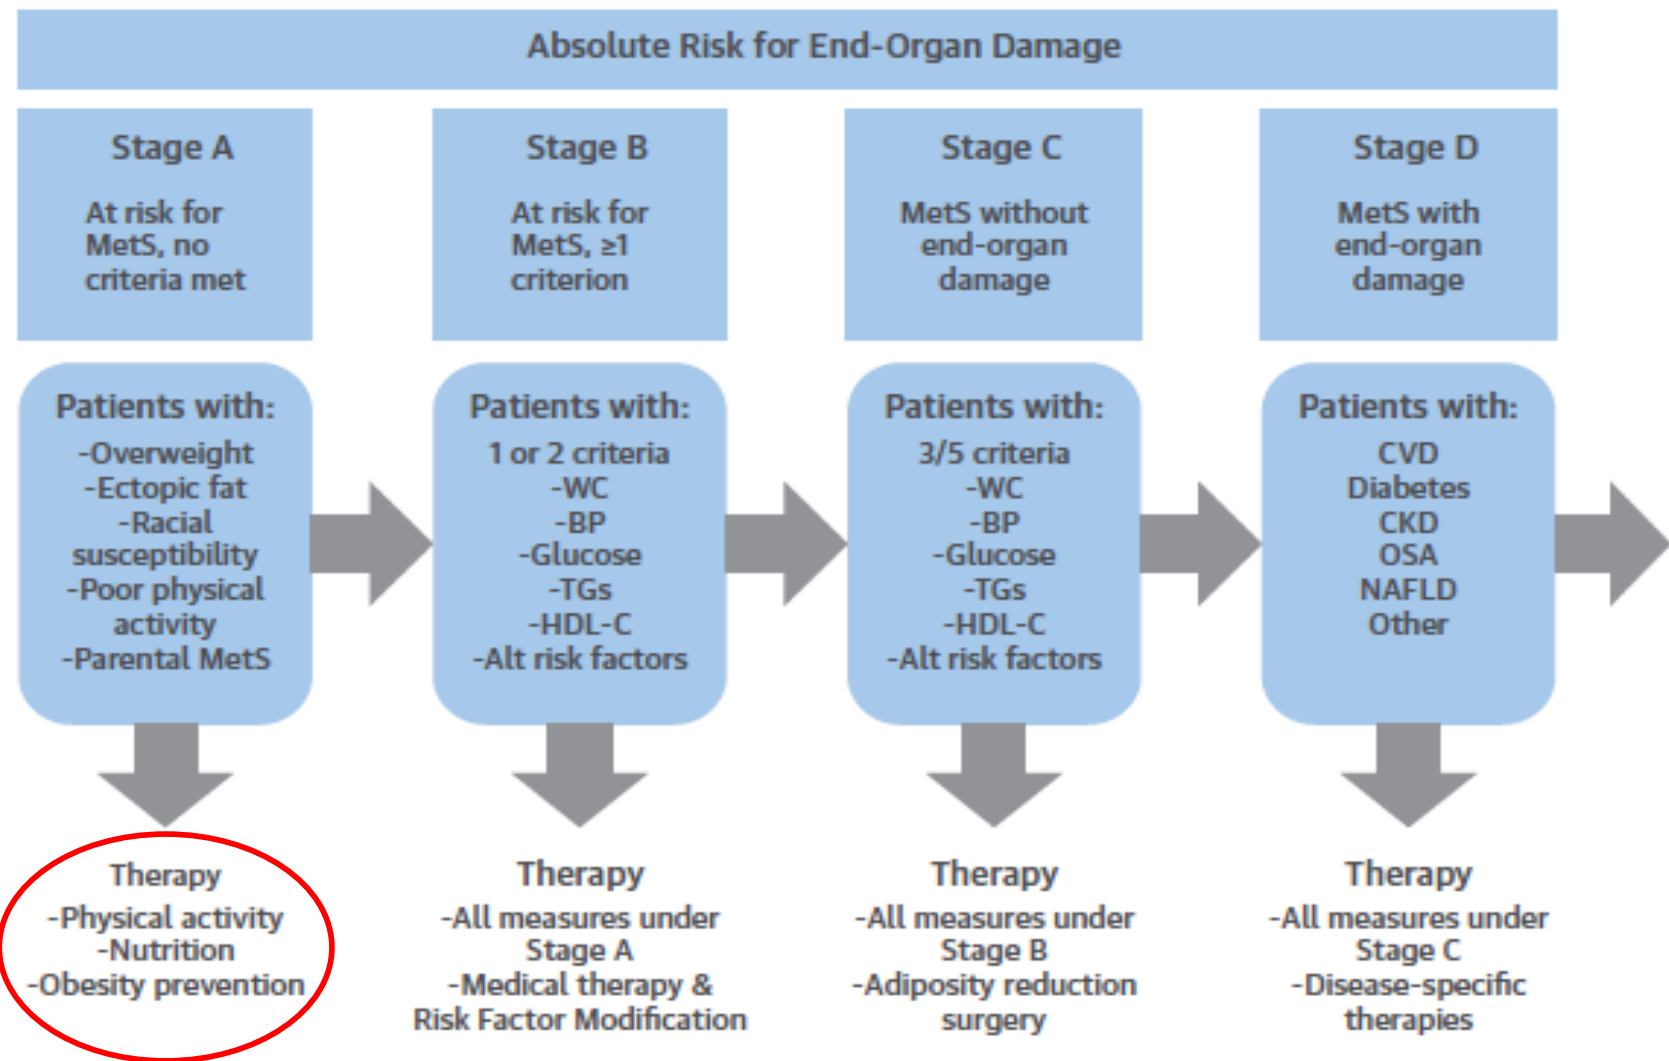 Absolute Risk for End-Organ Damage
Stage A
At risk for
MetS, no
criteria met
Stage B
At risk for
MetS, ≥1
criterion
Stage C
MetS without
end-organ
damage
Stage D
MetS with
end-organ
damage
Patients with:
-Overweight
-Ectopic fat
-Racial
susceptibility
-Poor physical
activity
-Parental MetS
Patients with:
1 or 2 criteria
-WC
-BP
-Glucose
-TGs
-HDL-C
-Alt risk factors
Patients with:
3/5 criteria
-WC
-BP
-Glucose
-TGs
-HDL-C
-Alt risk factors
Patients with:
CVD
Diabetes
CKD
OSA
NAFLD
Other
Therapy
-Physical activity
-Nutrition
-Obesity prevention
Therapy
-All measures under
Stage A
-Medical therapy &
Risk Factor Modification
Therapy
-All measures under
Stage B
-Adiposity reduction
surgery
Therapy
-All measures under
Stage C
-Disease-specific
therapies